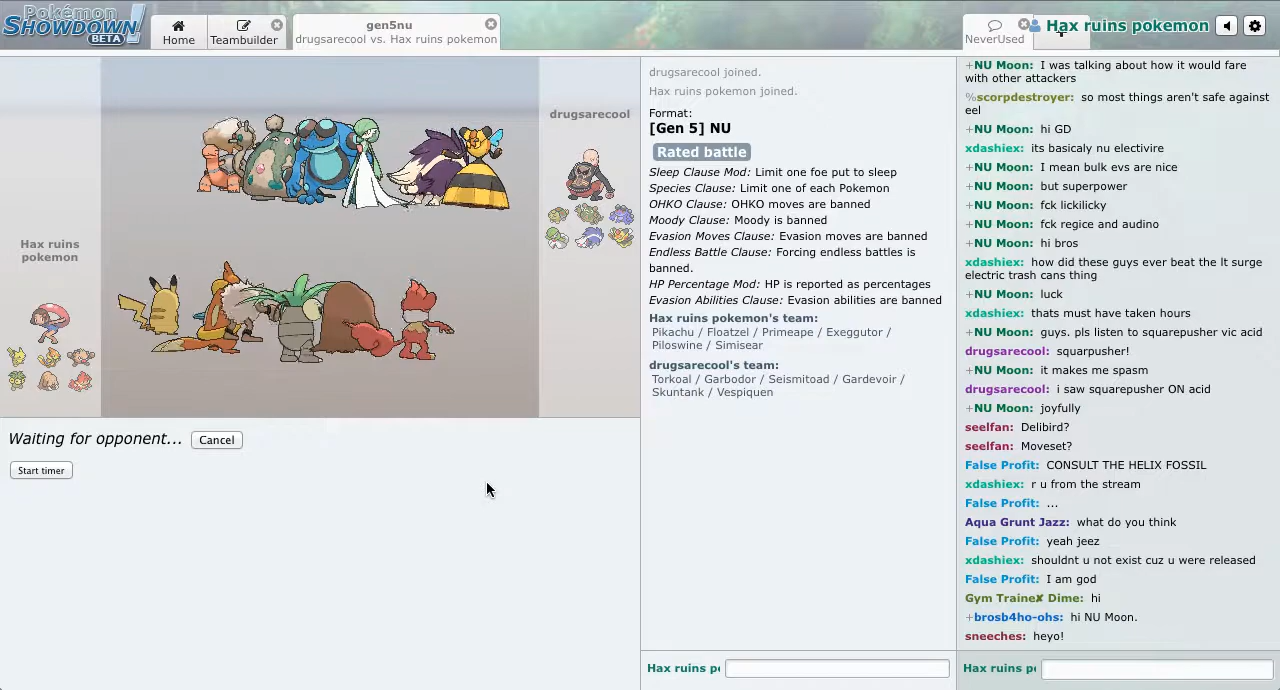 Pokémon
SHOWDOWN!
BETA
Home
Teambuilder
gen5nu
drugsarecool vs. Hax ruins pokemon
NeverUsed
Hax ruins pokemon
drugsarecool
Hax ruins
pokemon
Waiting for opponent...
Cancel
Start timer
drugsarecool joined.
Hax ruins pokemon joined.
Format:
[Gen 5] NU
Rated battle
Sleep Clause Mod: Limit one foe put to sleep
Species Clause: Limit one of each Pokemon
OHKO Clause: OHKO moves are banned
Moody Clause: Moody is banned
Evasion Moves Clause: Evasion moves are banned
Endless Battle Clause: Forcing endless battles is
banned.
HP Percentage Mod: HP is reported as percentages
Evasion Abilities Clause: Evasion abilities are banned
Hax ruins pokemon's team:
Pikachu / Floatzel / Primeape / Exeggutor /
Piloswine / Simisear
drugsarecool's team:
Torkoal / Garbodor / Seismitoad / Gardevoir /
Skuntank / Vespiquen
Hax ruins p
+NU Moon: I was talking about how it would fare
with other attackers
%scorpdestroyer: so most things aren't safe against
eel
+NU Moon: hi GD
xdashiex: its basicaly nu electivire
+NU Moon: I mean bulk evs are nice
+NU Moon: but superpower
+NU Moon: fck lickilicky
+NU Moon: fck regice and audino
+NU Moon: hi bros
xdashiex: how did these guys ever beat the lt surge
electric trash cans thing
+NU Moon: luck
xdashiex: thats must have taken hours
+NU Moon: guys. pls listen to squarepusher vic acid
drugsarecool: squarpusher!
+NU Moon: it makes me spasm
drugsarecool: i saw squarepusher ON acid
+NU Moon: joyfully
seelfan: Delibird?
seelfan: Moveset?
False Profit: CONSULT THE HELIX FOSSIL
xdashiex: r u from the stream
False Profit: ...
Aqua Grunt Jazz: what do you think
False Profit: yeah jeez
xdashiex: shouldnt u not exist cuz u were released
False Profit: I am god
Gym Traine✘ Dime: hi
+brosb4ho-ohs: hi NU Moon.
sneeches: heyo!
Hax ruins p